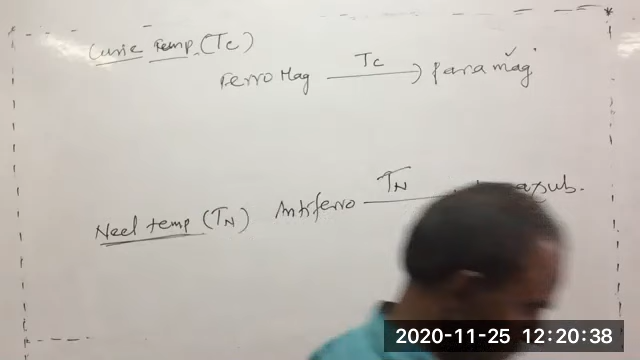 Curie Temp. (Tc)
Ferro Mag Tc → para mag
Neel temp (TN) Antiferro TN sub.
2020-11-25 12:20:38